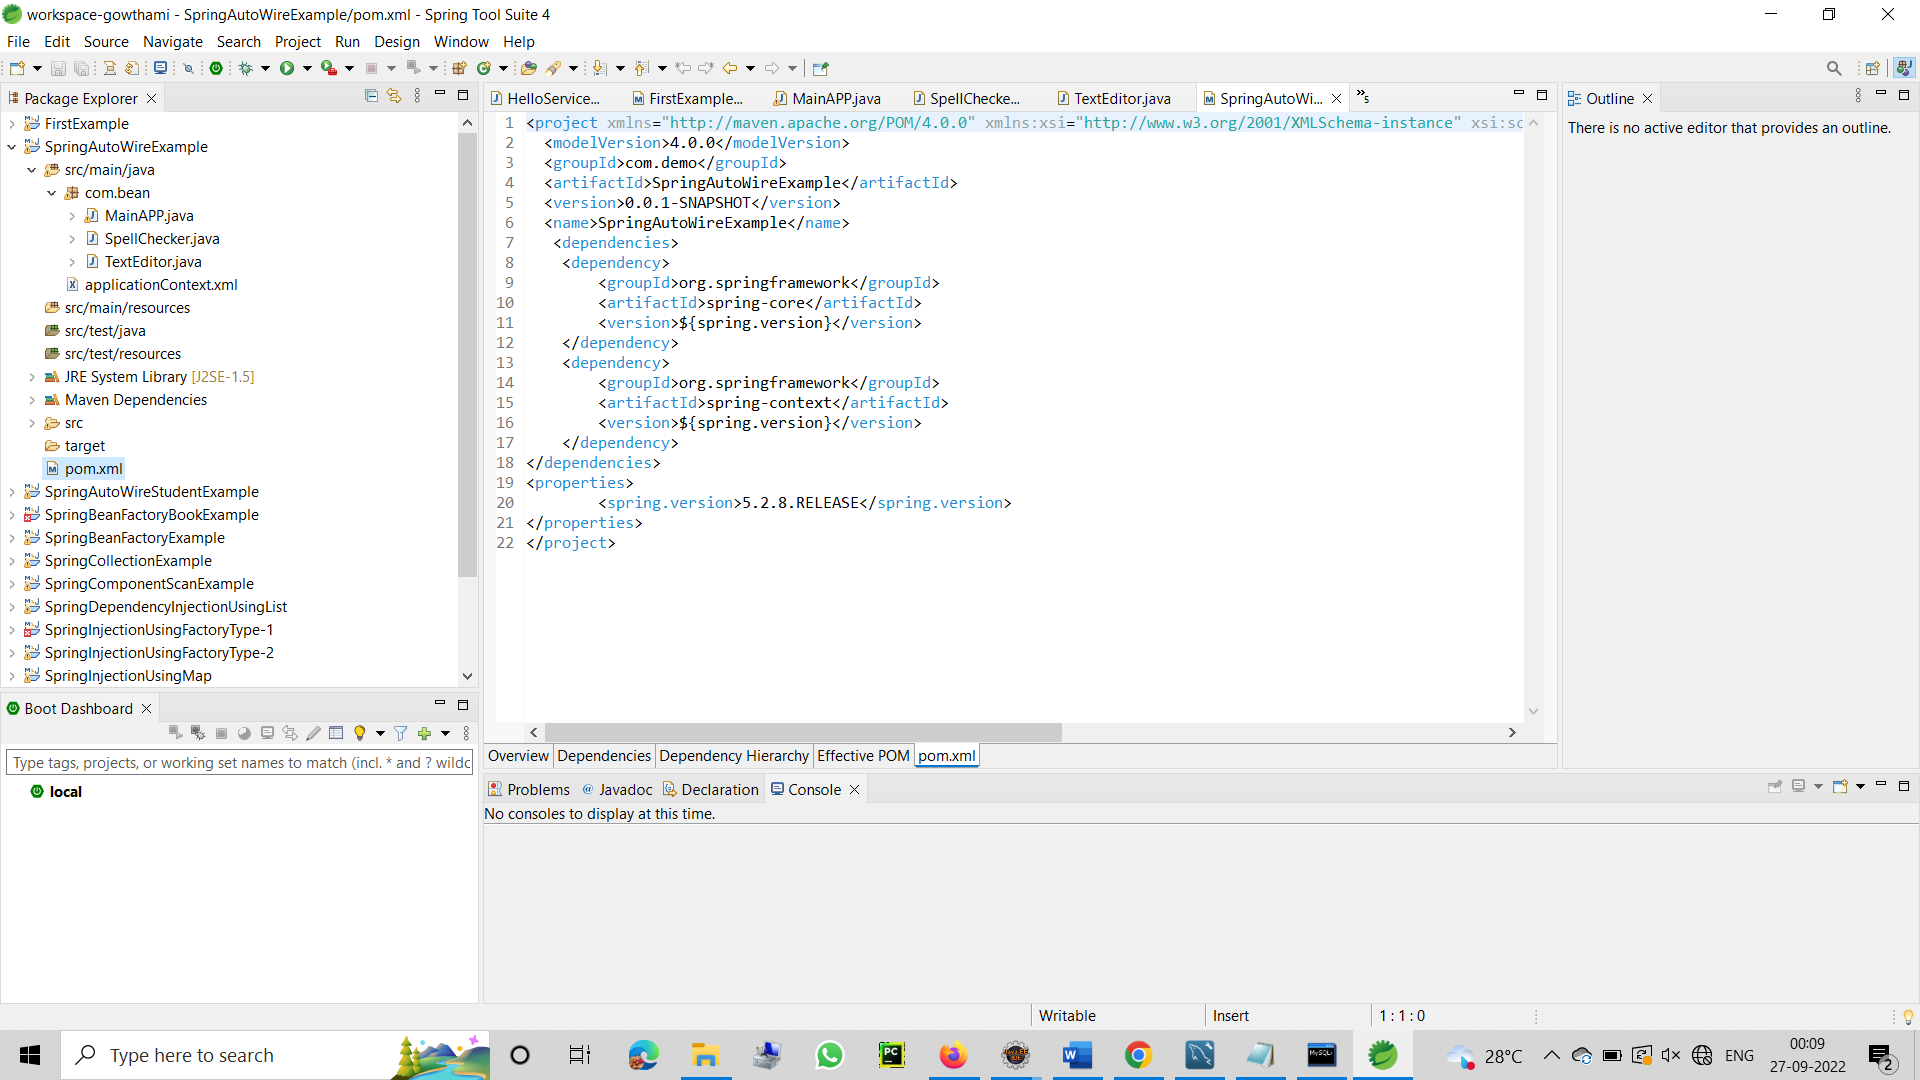 workspace-gowthami - SpringAutoWireExample/pom.xml - Spring Tool Suite 4
File Edit Source Navigate Search Project Run Design Window Help
Package Explorer
FirstExample
SpringAutoWireExample
src/main/java
com.bean
MainAPP.java
SpellChecker.java
TextEditor.java
applicationContext.xml
src/main/resources
src/test/java
src/test/resources
JRE System Library [J2SE-1.5]
Maven Dependencies
src
target
pom.xml
SpringAutoWireStudentExample
SpringBeanFactoryBookExample
SpringBeanFactoryExample
SpringCollectionExample
SpringComponentScanExample
SpringDependencyInjectionUsingList
SpringInjectionUsingFactoryType-1
SpringInjectionUsingFactoryType-2
SpringInjectionUsingMap
Boot Dashboard
Type tags, projects, or working set names to match (incl. * and ? wildc
local
HelloService... FirstExample... MainAPP.java SpellChecke... TextEditor.java SpringAutoWi... »5
1 <project xmlns="http://maven.apache.org/POM/4.0.0" xmlns:xsi="http://www.w3.org/2001/XMLSchema-instance" xsi:sc
2 <modelVersion>4.0.0</modelVersion>
3 <groupId>com.demo</groupId>
4 <artifactId>SpringAutoWireExample</artifactId>
5 <version>0.0.1-SNAPSHOT</version>
6 <name>SpringAutoWireExample</name>
7 <dependencies>
8 <dependency>
9 <groupId>org.springframework</groupId>
10 <artifactId>spring-core</artifactId>
11 <version>${spring.version}</version>
12 </dependency>
13 <dependency>
14 <groupId>org.springframework</groupId>
15 <artifactId>spring-context</artifactId>
16 <version>${spring.version}</version>
17 </dependency>
18 </dependencies>
19 <properties>
20 <spring.version>5.2.8.RELEASE</spring.version>
21 </properties>
22 </project>
Overview Dependencies Dependency Hierarchy Effective POM pom.xml
Problems @ Javadoc Declaration Console
No consoles to display at this time.
Outline
There is no active editor that provides an outline.
Writable Insert 1 : 1 : 0
Type here to search
PC
MySQL
28°C
ENG
00:09
27-09-2022
2